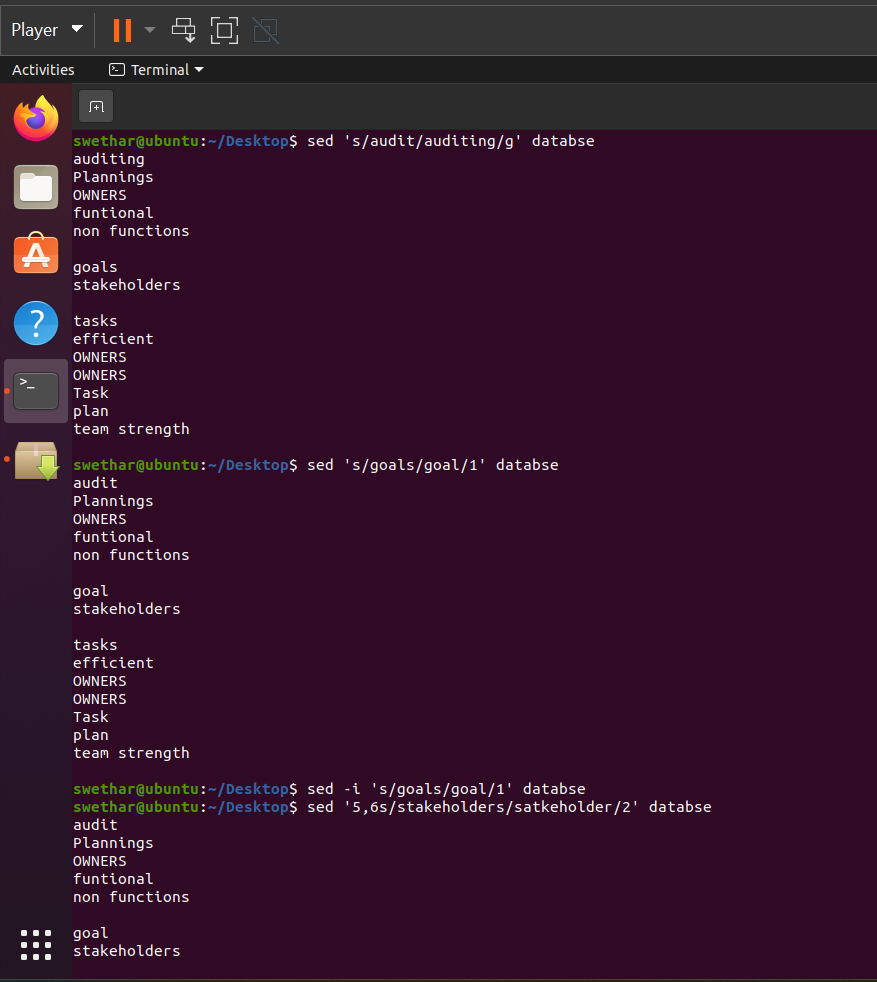 Player
Activities Terminal
swethar@ubuntu:~/Desktop$ sed 's/audit/auditing/g' databse
auditing
Plannings
OWNERS
funtional
non functions

goals
stakeholders

tasks
efficient
OWNERS
OWNERS
Task
plan
team strength

swethar@ubuntu:~/Desktop$ sed 's/goals/goal/1' databse
audit
Plannings
OWNERS
funtional
non functions

goal
stakeholders

tasks
efficient
OWNERS
OWNERS
Task
plan
team strength

swethar@ubuntu:~/Desktop$ sed -i 's/goals/goal/1' databse
swethar@ubuntu:~/Desktop$ sed '5,6s/stakeholders/satkeholder/2' databse
audit
Plannings
OWNERS
funtional
non functions

goal
stakeholders